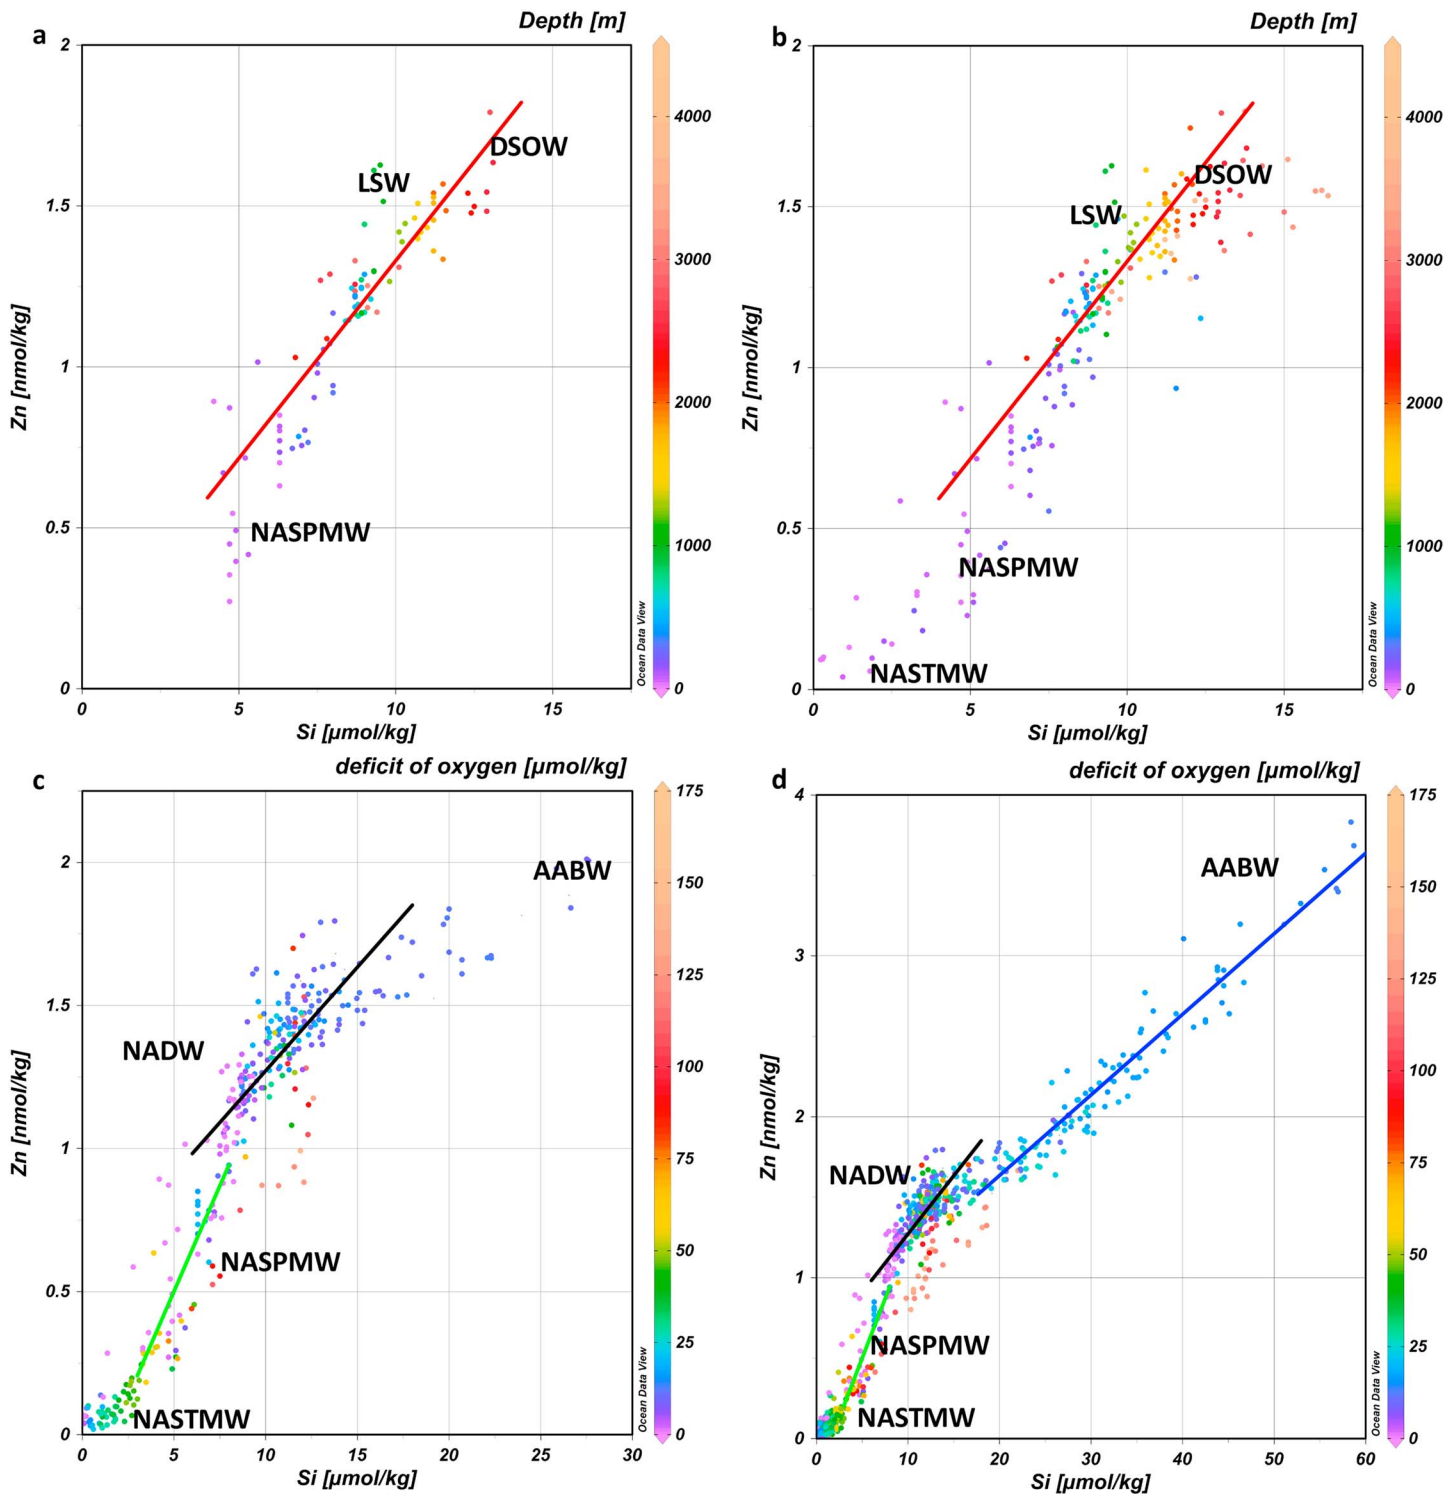 a
Depth [m]
2
1.5
1
0.5
0
0
5
10
15
Zn [nmol/kg]
Si [µmol/kg]
LSW
DSOW
NASPMW
4000
3000
2000
1000
0
Ocean Data View
b
Depth [m]
2
1.5
1
0.5
0
0
5
10
15
Zn [nmol/kg]
Si [µmol/kg]
LSW
DSOW
NASPMW
NASTMW
4000
3000
2000
1000
0
Ocean Data View
c
deficit of oxygen [µmol/kg]
2
1.5
1
0.5
0
0
5
10
15
20
25
30
Zn [nmol/kg]
Si [µmol/kg]
AABW
NADW
NASPMW
NASTMW
175
150
125
100
75
50
25
0
Ocean Data View
d
deficit of oxygen [µmol/kg]
4
3
2
1
0
0
10
20
30
40
50
60
Zn [nmol/kg]
Si [µmol/kg]
AABW
NADW
NASPMW
NASTMW
175
150
125
100
75
50
25
0
Ocean Data View